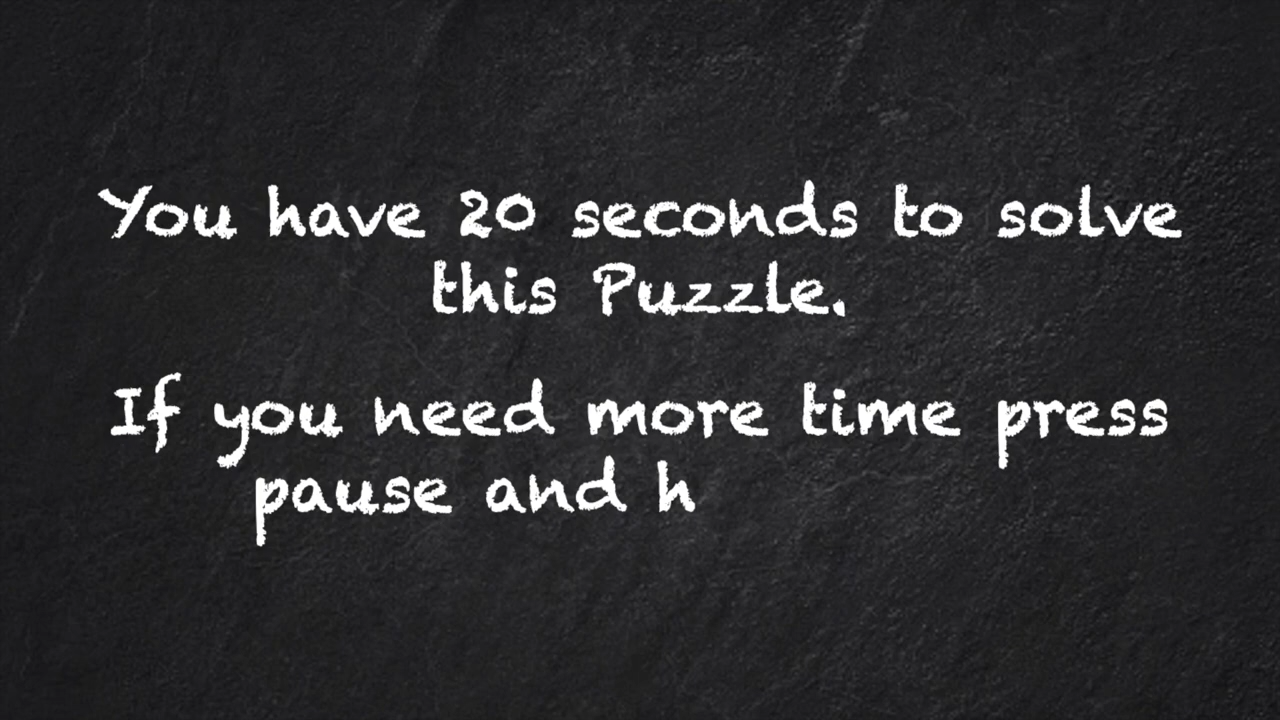 You have 20 seconds to solve
this Puzzle.
If you need more time press
pause and h